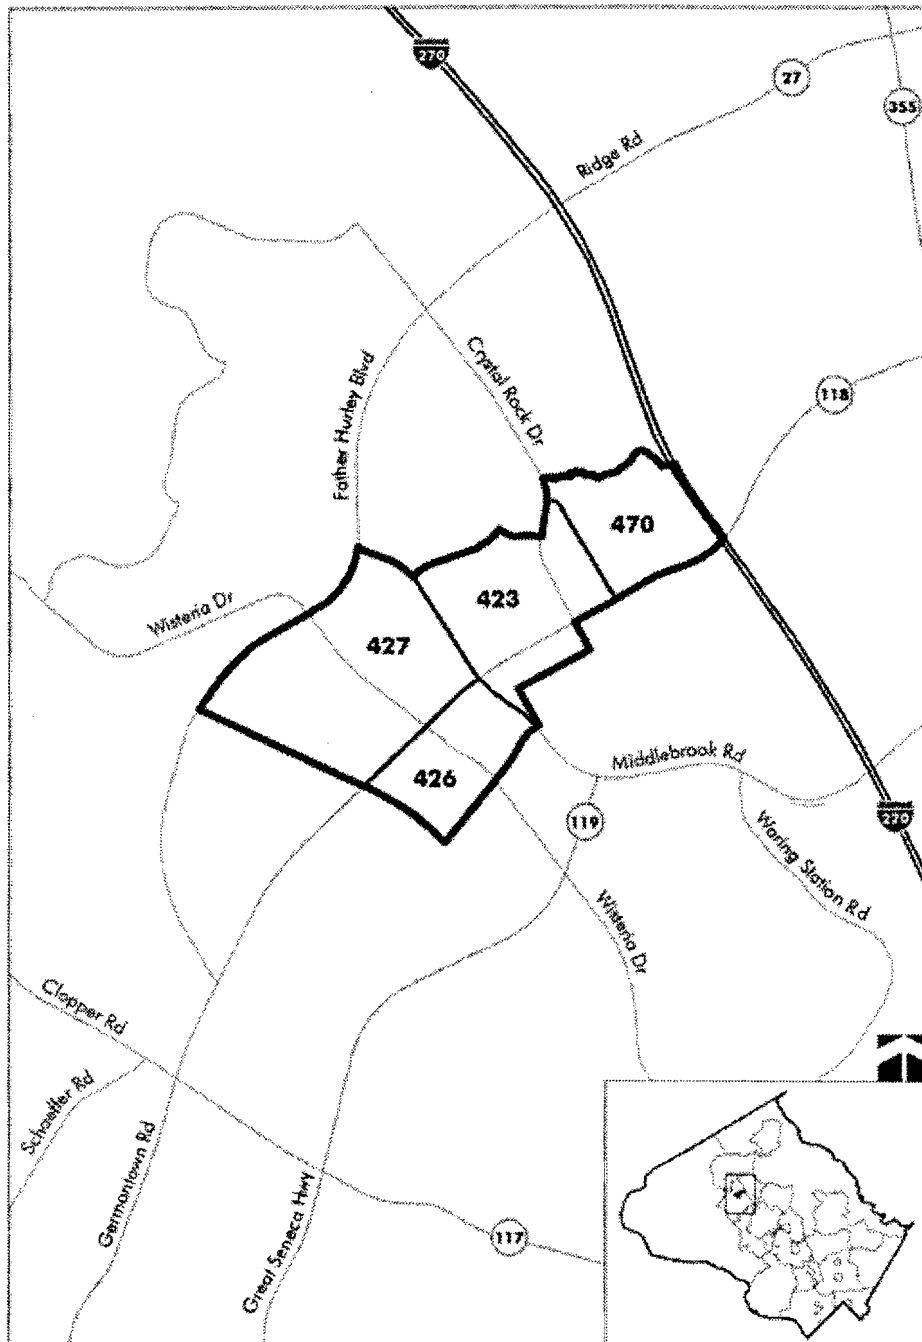 270
27
355
Ridge Rd
Crystal Rock Dr
Father Hurley Blvd
118
470
423
Wisteria Dr
427
426
Middlebrook Rd
119
270
Waring Station Rd
Wisteria Dr
Clopper Rd
Schaeffer Rd
Germantown Rd
Great Seneca Hwy
117